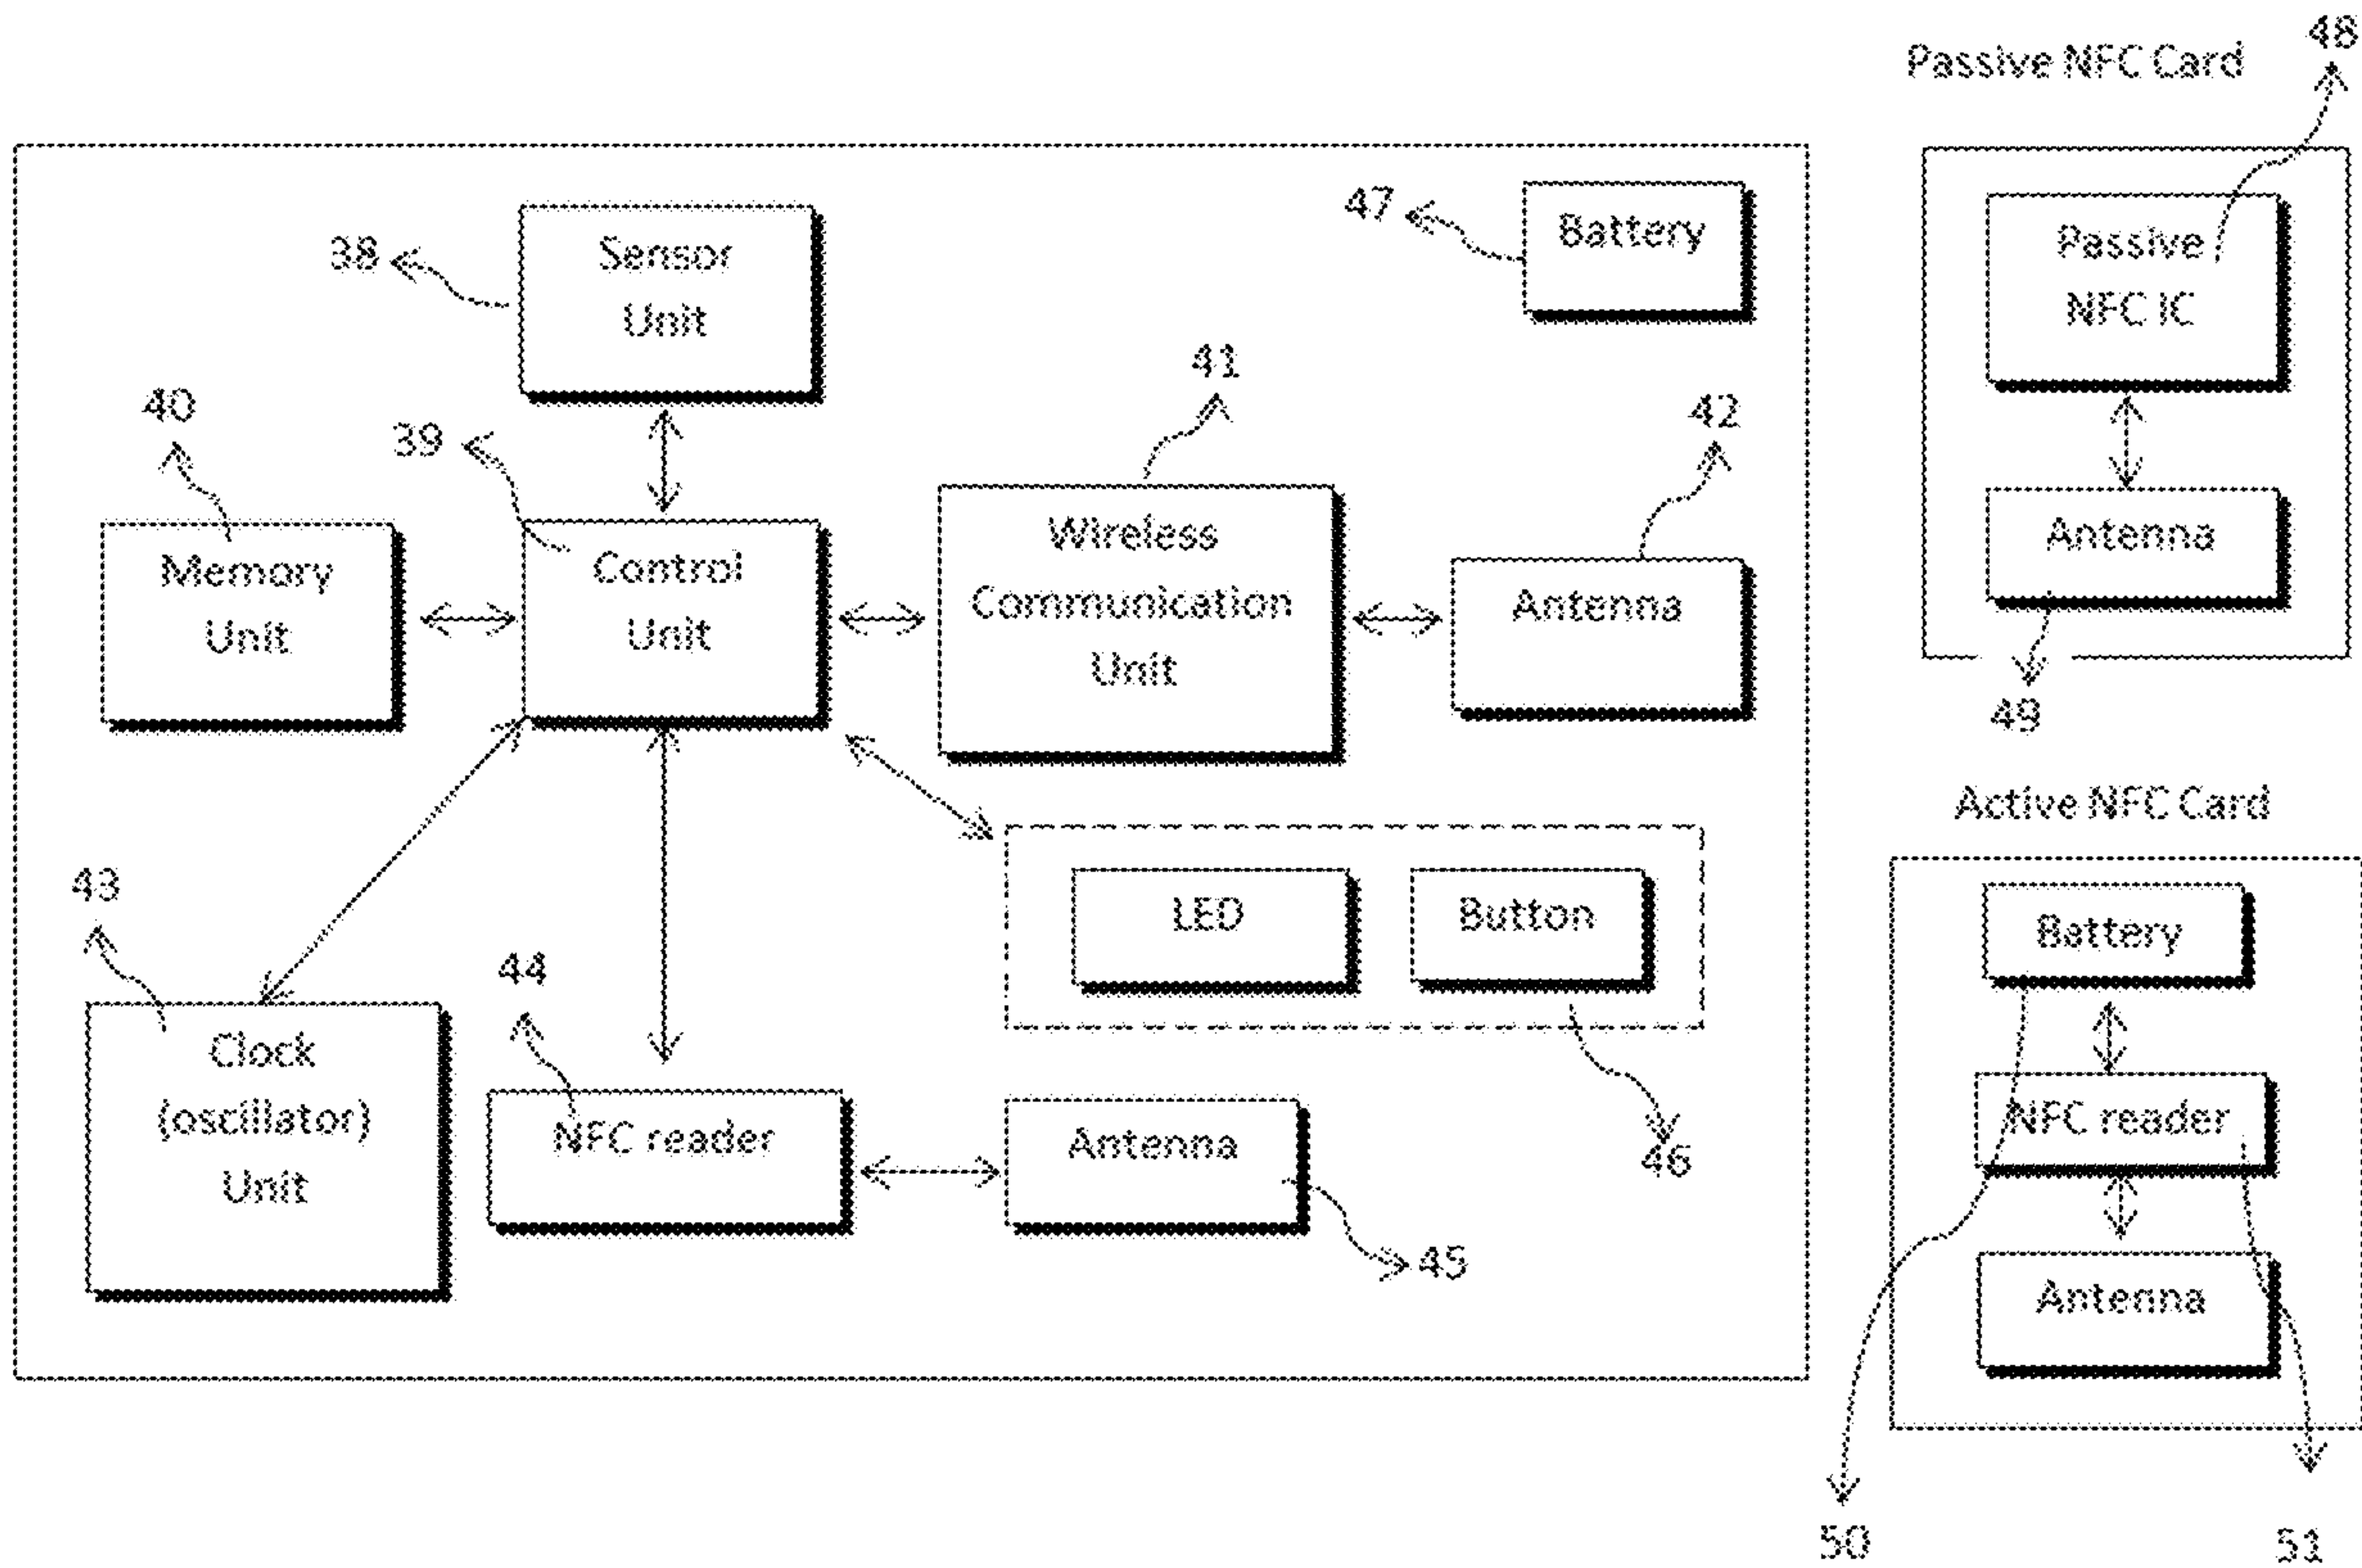 48
Passive NFC Card
47
Battery
38
Sensor
Unit
Passive
NFC IC
41
40
39
42
Wireless
Communication
Unit
Antenna
Memory
Unit
Control
Unit
Antenna
49
Active NFC Card
43
LED
Button
Battery
44
Clock
(oscillator)
Unit
NFC reader
Antenna
46
NFC reader
45
Antenna
50
51